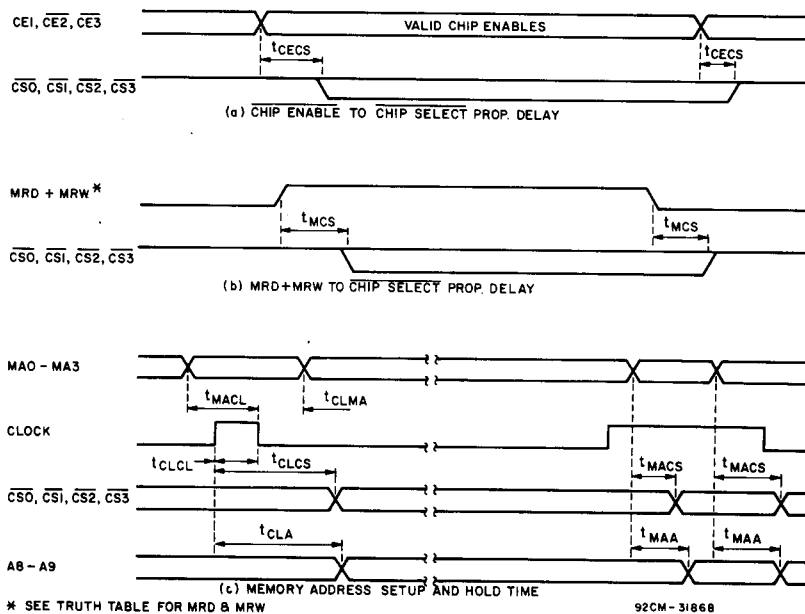 CE1, CE2, CE3
VALID CHIP ENABLES
tCECS
tCECS
CS0, CS1, CS2, CS3
(a) CHIP ENABLE TO CHIP SELECT PROP. DELAY
MRD + MRW*
tMCS
tMCS
CS0, CS1, CS2, CS3
(b) MRD+MRW TO CHIP SELECT PROP. DELAY
MA0 - MA3
tMACL
tCLMA
CLOCK
tCLCL
tCLCS
tMACS
tMACS
CS0, CS1, CS2, CS3
tCLA
tMAA
tMAA
A8 - A9
(c) MEMORY ADDRESS SETUP AND HOLD TIME
* SEE TRUTH TABLE FOR MRD & MRW
92CM-31868